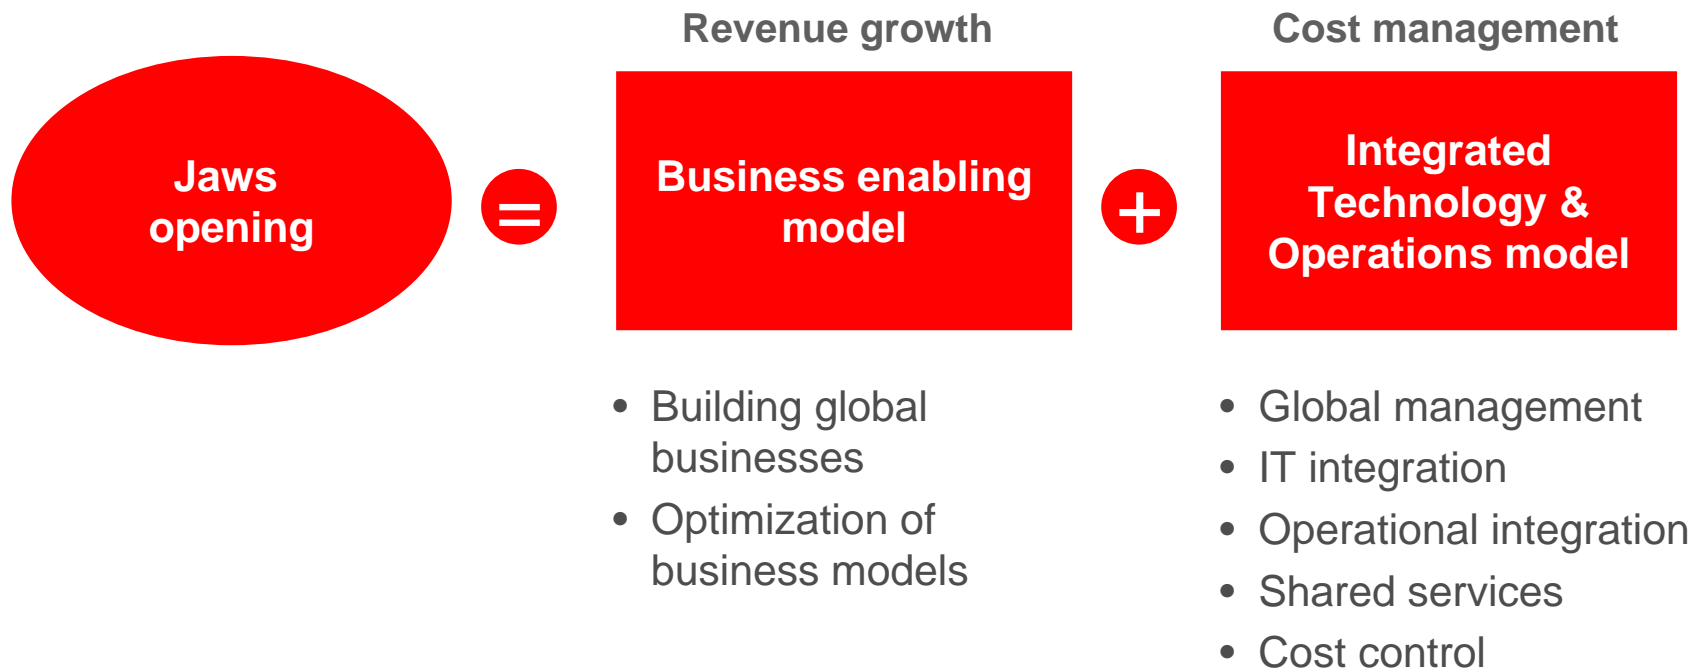 Revenue growth
Cost management
Jaws
opening
=
Business enabling
model
+
Integrated
Technology &
Operations model
• Building global
businesses
• Optimization of
business models
• Global management
• IT integration
• Operational integration
• Shared services
• Cost control